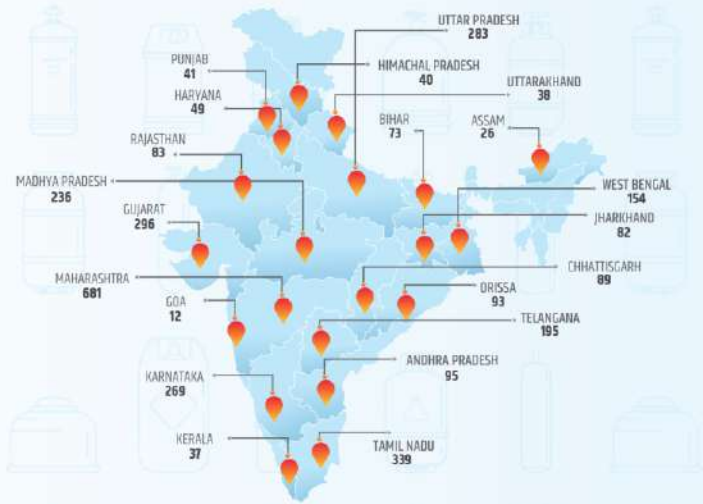 UTTAR PRADESH
283
PUNJAB
41
HIMACHAL PRADESH
40
UTTARAKHAND
38
HARYANA
49
BIHAR
73
ASSAM
26
RAJASTHAN
83
MADHYA PRADESH
236
WEST BENGAL
154
GUJARAT
296
JHARKHAND
82
MAHARASHTRA
681
CHHATTISGARH
89
ORISSA
93
GOA
12
TELANGANA
195
ANDHRA PRADESH
95
KARNATAKA
269
KERALA
37
TAMIL NADU
339